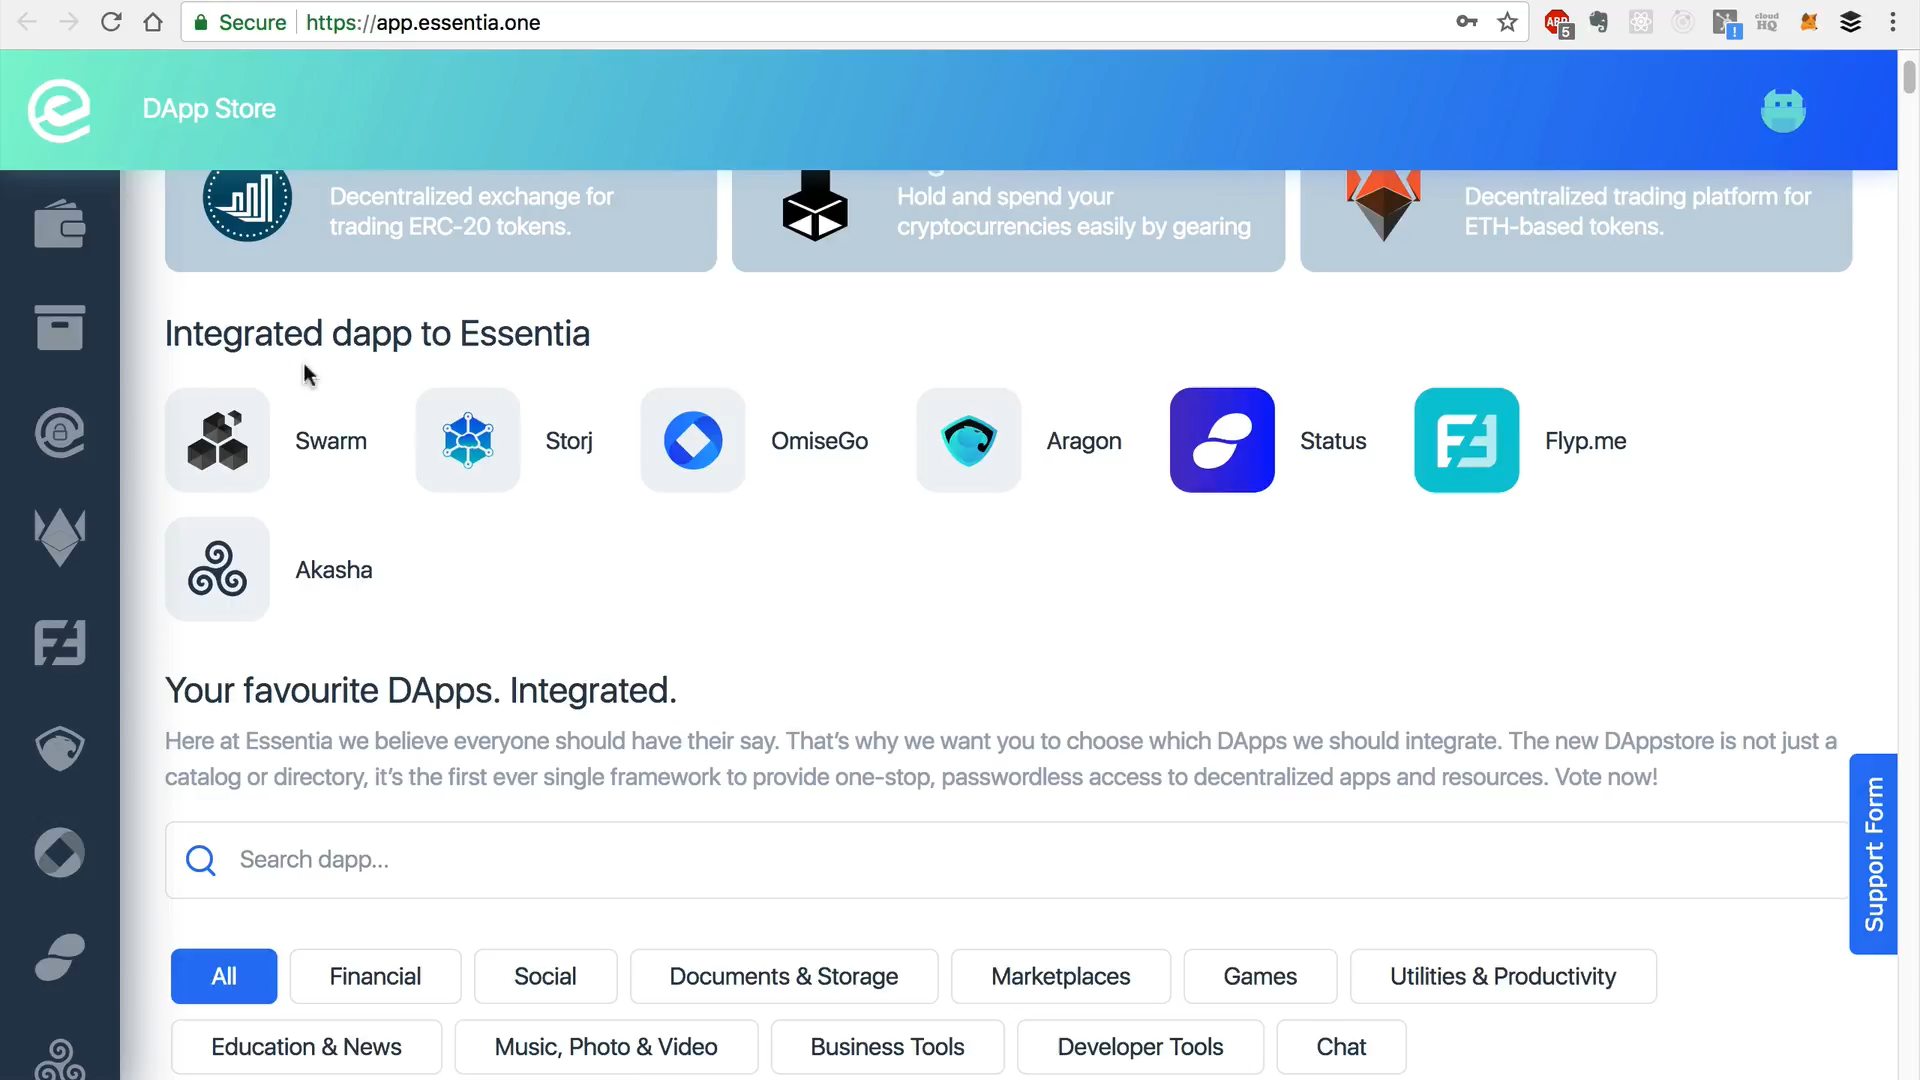 Secure https://app.essentia.one
ABP 5 ! cloud HQ
DApp Store
Decentralized exchange for
trading ERC-20 tokens.
Hold and spend your
cryptocurrencies easily by gearing
Decentralized trading platform for
ETH-based tokens.
Integrated dapp to Essentia
Swarm Storj OmiseGo Aragon Status Flyp.me
Akasha
Your favourite DApps. Integrated.
Here at Essentia we believe everyone should have their say. That’s why we want you to choose which DApps we should integrate. The new DAppstore is not just a
catalog or directory, it’s the first ever single framework to provide one-stop, passwordless access to decentralized apps and resources. Vote now!
Support Form
Search dapp...
All Financial Social Documents & Storage Marketplaces Games Utilities & Productivity
Education & News Music, Photo & Video Business Tools Developer Tools Chat